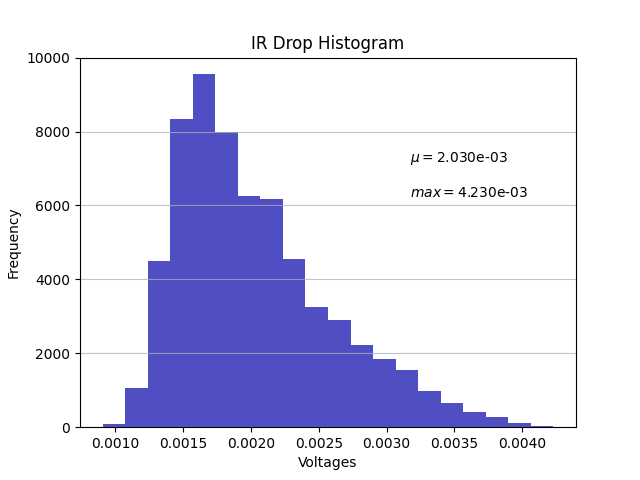 IR Drop Histogram
10000
8000
6000
4000
2000
0
Frequency
μ = 2.030e-03
max = 4.230e-03
0.0010 0.0015 0.0020 0.0025 0.0030 0.0035 0.0040
Voltages